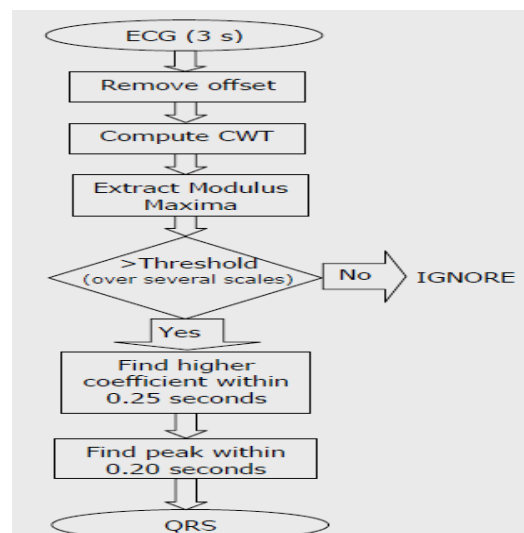 ECG (3 s)
Remove offset
Compute CWT
Extract Modulus
Maxima
>Threshold
(over several scales)
No
IGNORE
Yes
Find higher
coefficient within
0.25 seconds
Find peak within
0.20 seconds
QRS